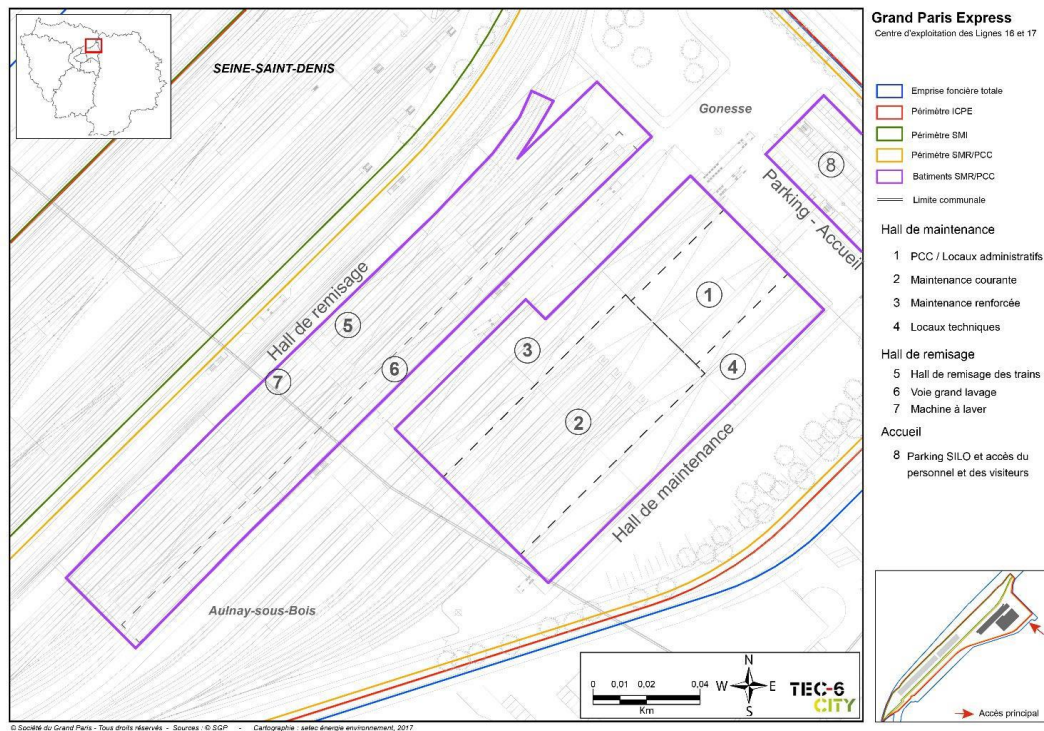 Grand Paris Express
Centre d'exploitation des Lignes 16 et 17
Emprise foncière totale
Périmètre ICPE
Périmètre SMI
Périmètre SMR/PCC
Batiments SMR/PCC
Limite communale
Hall de maintenance
1 PCC / Locaux administratifs
2 Maintenance courante
3 Maintenance renforcée
4 Locaux techniques
Hall de remisage
5 Hall de remisage des trains
6 Voie grand lavage
7 Machine à laver
Accueil
8 Parking SILO et accès du
personnel et des visiteurs
SEINE-SAINT-DENIS
Gonesse
8
Parking - Accueil
Hall de remisage
5
7
6
3
1
4
2
Hall de maintenance
Aulnay-sous-Bois
0 0,01 0,02 0,04
Km
N
W E
S
TEC-6
CITY
Accès principal
© Société du Grand Paris - Tous droits réservés - Sources : © SGP - Cartographie : setec énergie environnement, 2017